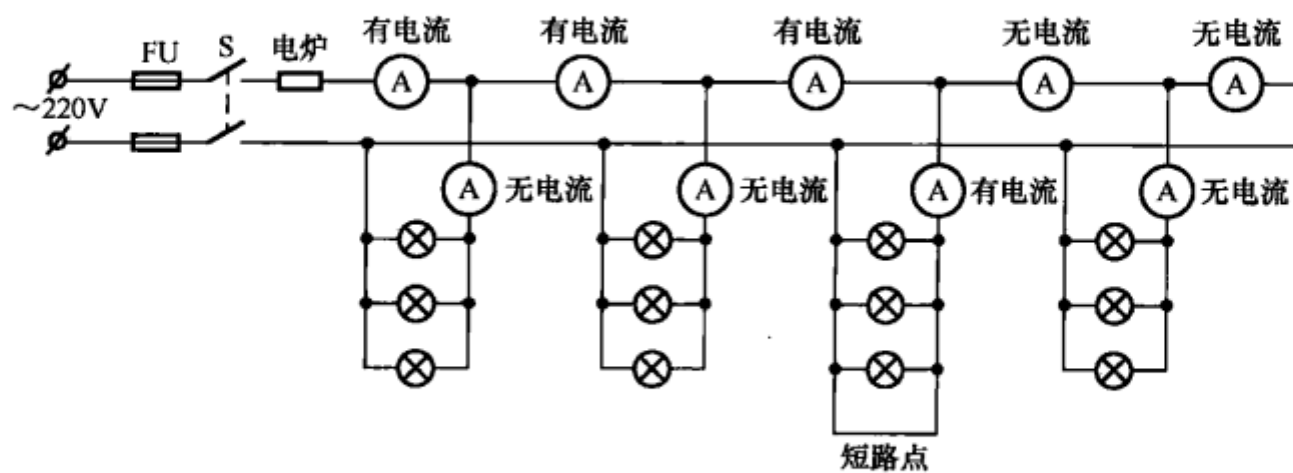 有电流 有电流 有电流 无电流 无电流
FU S 电炉
A A A A A
～220V
A 无电流 A 无电流 A 有电流 A 无电流
短路点